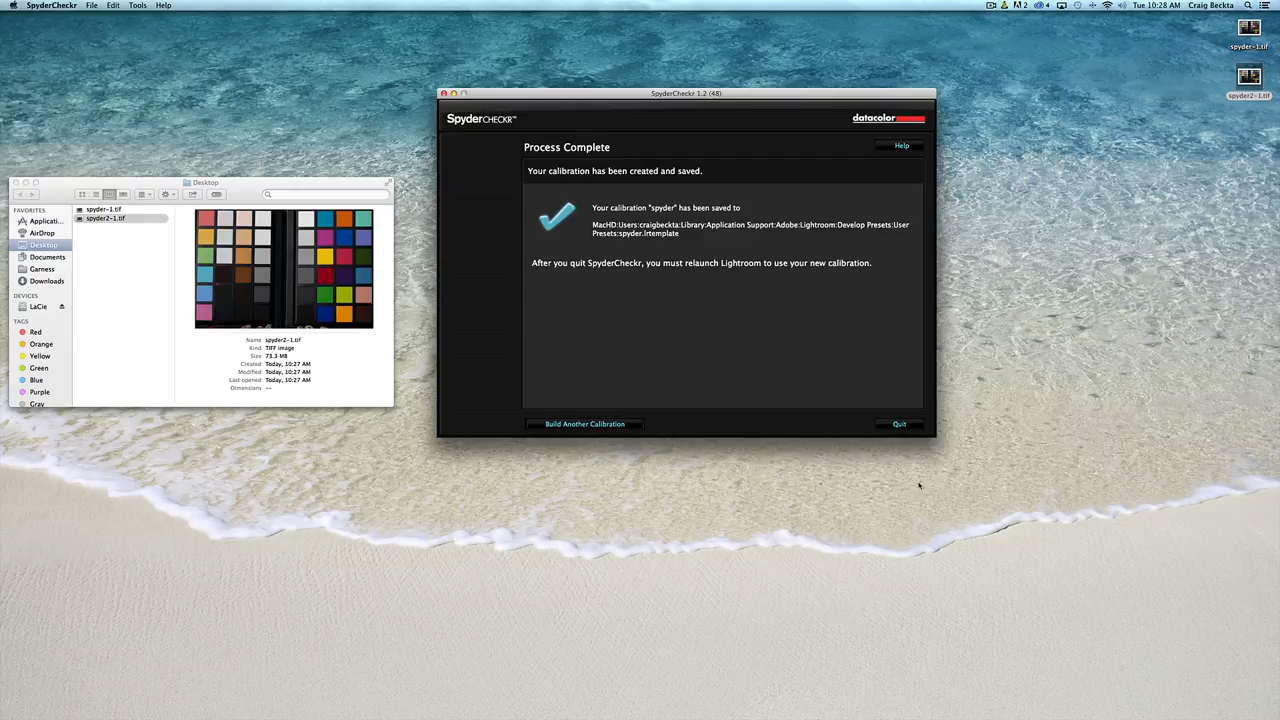 SpyderCheckr File Edit Tools Help
2 4 Tue 10:28 AM Craig Beckta
spyder-1.tif
spyder2-1.tif
SpyderCheckr 1.2 (48)
SpyderCHECKR™
datacolor
Process Complete
Help
Your calibration has been created and saved.
Your calibration "spyder" has been saved to
MacHD:Users:craigbeckta:Library:Application Support:Adobe:Lightroom:Develop Presets:User
Presets:spyder.lrtemplate
After you quit SpyderCheckr, you must relaunch Lightroom to use your new calibration.
Build Another Calibration
Quit
Desktop
FAVORITES
Applicati...
AirDrop
Desktop
Documents
Garness
Downloads
DEVICES
LaCie
TAGS
Red
Orange
Yellow
Green
Blue
Purple
Gray
spyder-1.tif
spyder2-1.tif
Name spyder2-1.tif
Kind TIFF image
Size 73.3 MB
Created Today, 10:27 AM
Modified Today, 10:27 AM
Last opened Today, 10:27 AM
Dimensions --